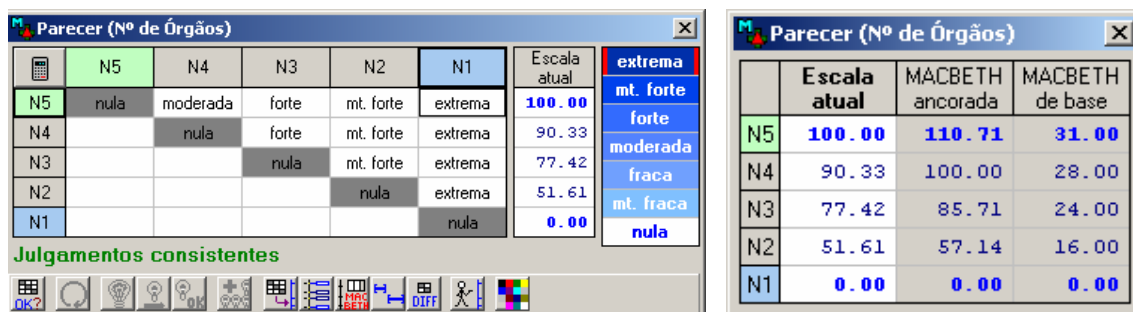 Parecer (Nº de Órgãos)
N5 N4 N3 N2 N1 Escala atual
N5 nula moderada forte mt. forte extrema 100.00
N4 nula forte mt. forte extrema 90.33
N3 nula mt. forte extrema 77.42
N2 nula extrema 51.61
N1 nula 0.00
extrema
mt. forte
forte
moderada
fraca
mt. fraca
nula
Julgamentos consistentes
OK? OK MAC BETH DIFF
Parecer (Nº de Órgãos)
Escala atual MACBETH ancorada MACBETH de base
N5 100.00 110.71 31.00
N4 90.33 100.00 28.00
N3 77.42 85.71 24.00
N2 51.61 57.14 16.00
N1 0.00 0.00 0.00